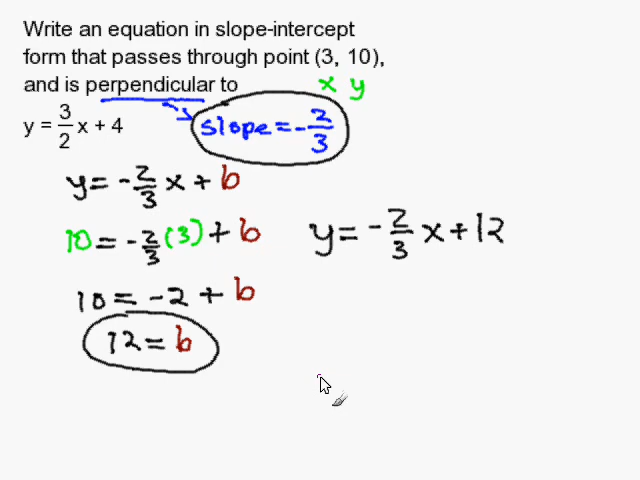 Write an equation in slope-intercept
form that passes through point (3, 10),
and is perpendicular to
x y
y = 3/2 x + 4
slope = -2/3
y = -2/3 x + b
10 = -2/3 (3) + b
y = -2/3 x + 12
10 = -2 + b
12 = b